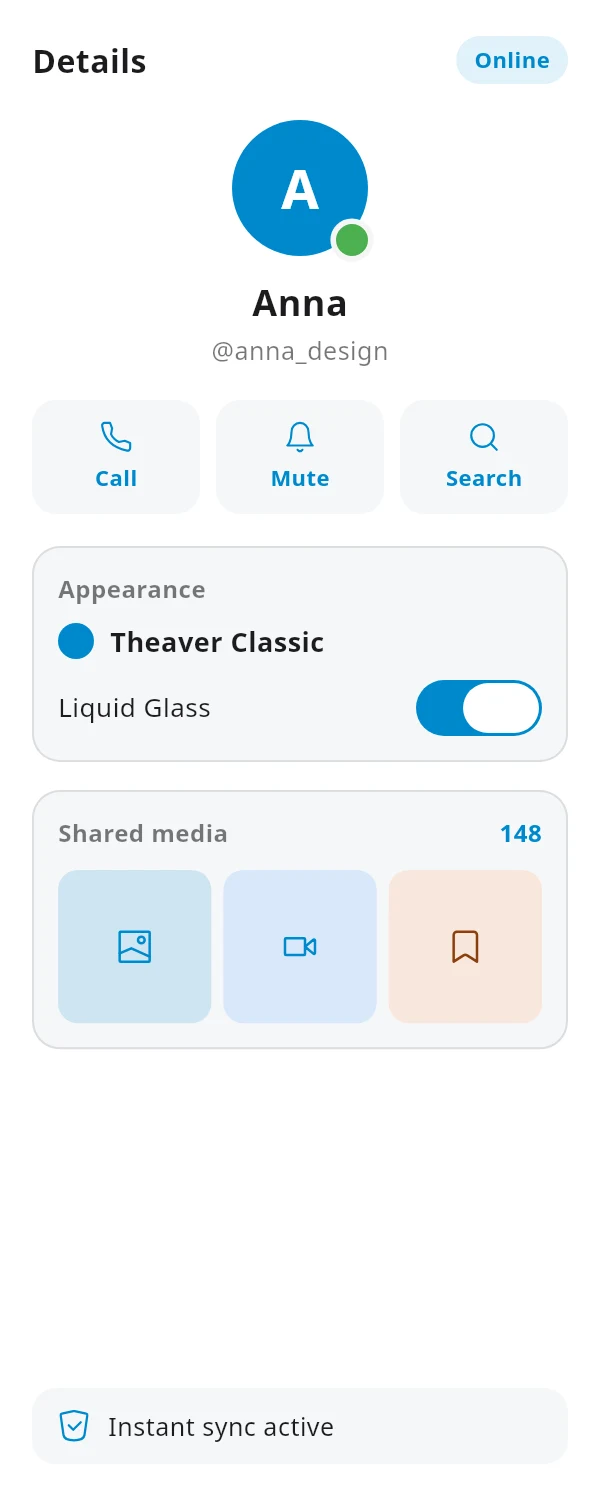 Details
Online
A
Anna
@anna_design
Call
Mute
Search
Appearance
Theaver Classic
Liquid Glass
Shared media
148
Instant sync active